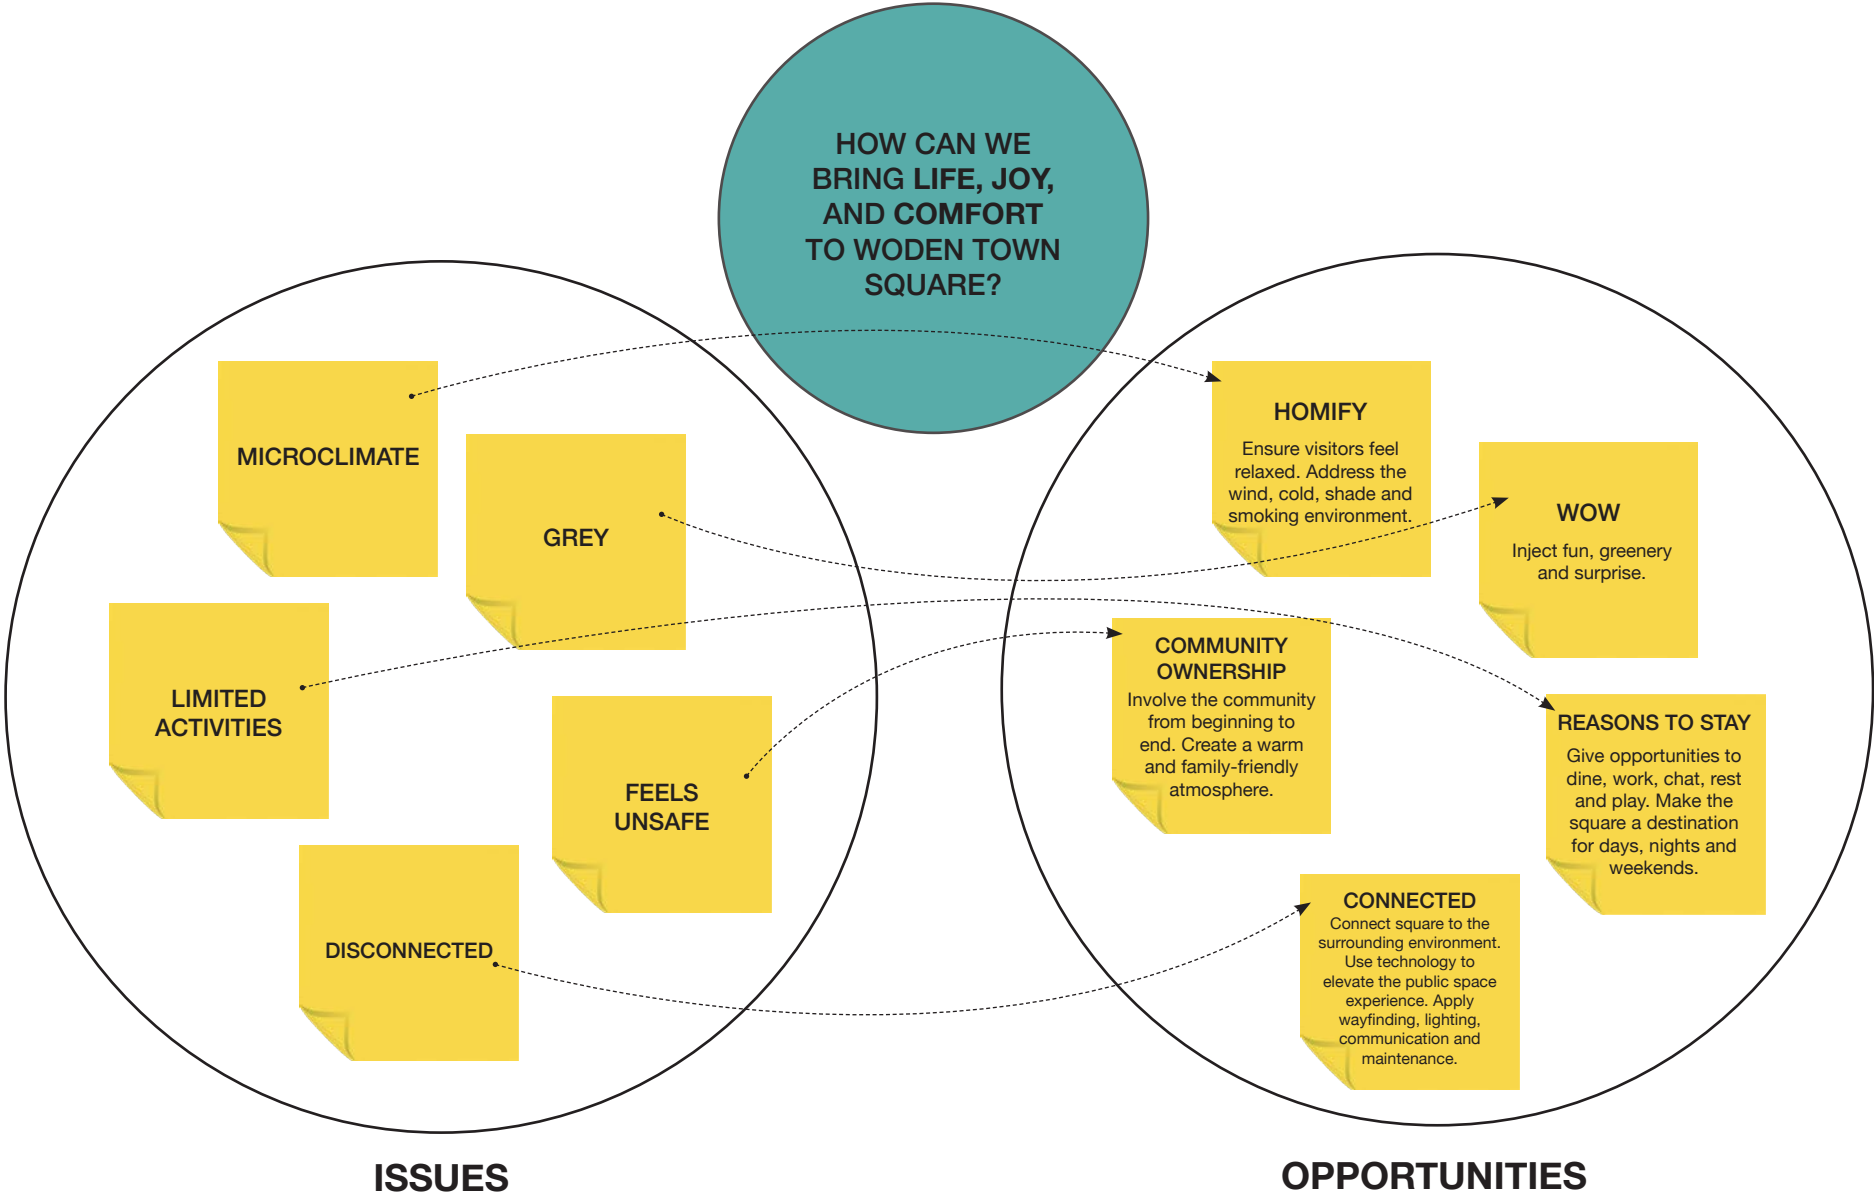 HOW CAN WE
BRING LIFE, JOY,
AND COMFORT
TO WODEN TOWN
SQUARE?
MICROCLIMATE
GREY
LIMITED
ACTIVITIES
FEELS
UNSAFE
DISCONNECTED
ISSUES
HOMIFY
Ensure visitors feel
relaxed. Address the
wind, cold, shade and
smoking environment.
WOW
Inject fun, greenery
and surprise.
COMMUNITY
OWNERSHIP
Involve the community
from beginning to
end. Create a warm
and family-friendly
atmosphere.
REASONS TO STAY
Give opportunities to
dine, work, chat, rest
and play. Make the
square a destination
for days, nights and
weekends.
CONNECTED
Connect square to the
surrounding environment.
Use technology to
elevate the public space
experience. Apply
wayfinding, lighting,
communication and
maintenance.
OPPORTUNITIES